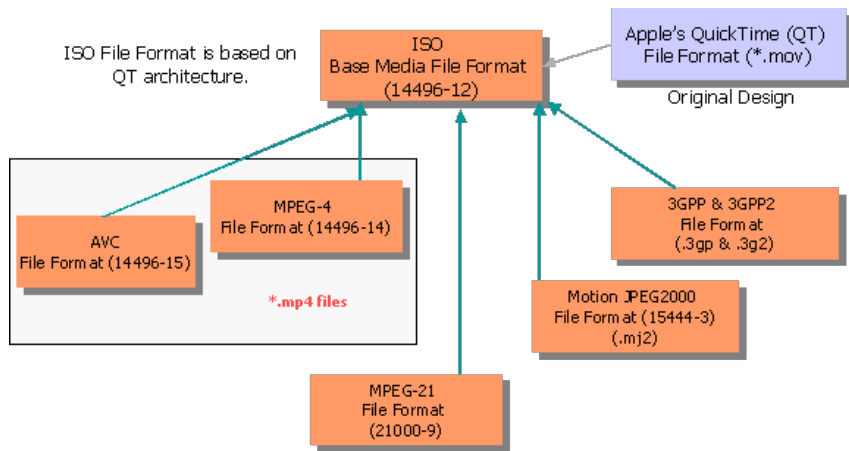 ISO File Format is based on
QT architecture.
ISO
Base Media File Format
(14496-12)
Apple's QuickTime (QT)
File Format (*.mov)
Original Design
AVC
File Format (14496-15)
MPEG-4
File Format (14496-14)
*.mp4 files
3GPP & 3GPP2
File Format
(.3gp & .3g2)
Motion JPEG2000
File Format (15444-3)
(.mj2)
MPEG-21
File Format
(21000-9)